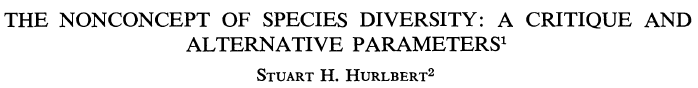 THE NONCONCEPT OF SPECIES DIVERSITY: A CRITIQUE AND
ALTERNATIVE PARAMETERS¹
STUART H. HURLBERT²